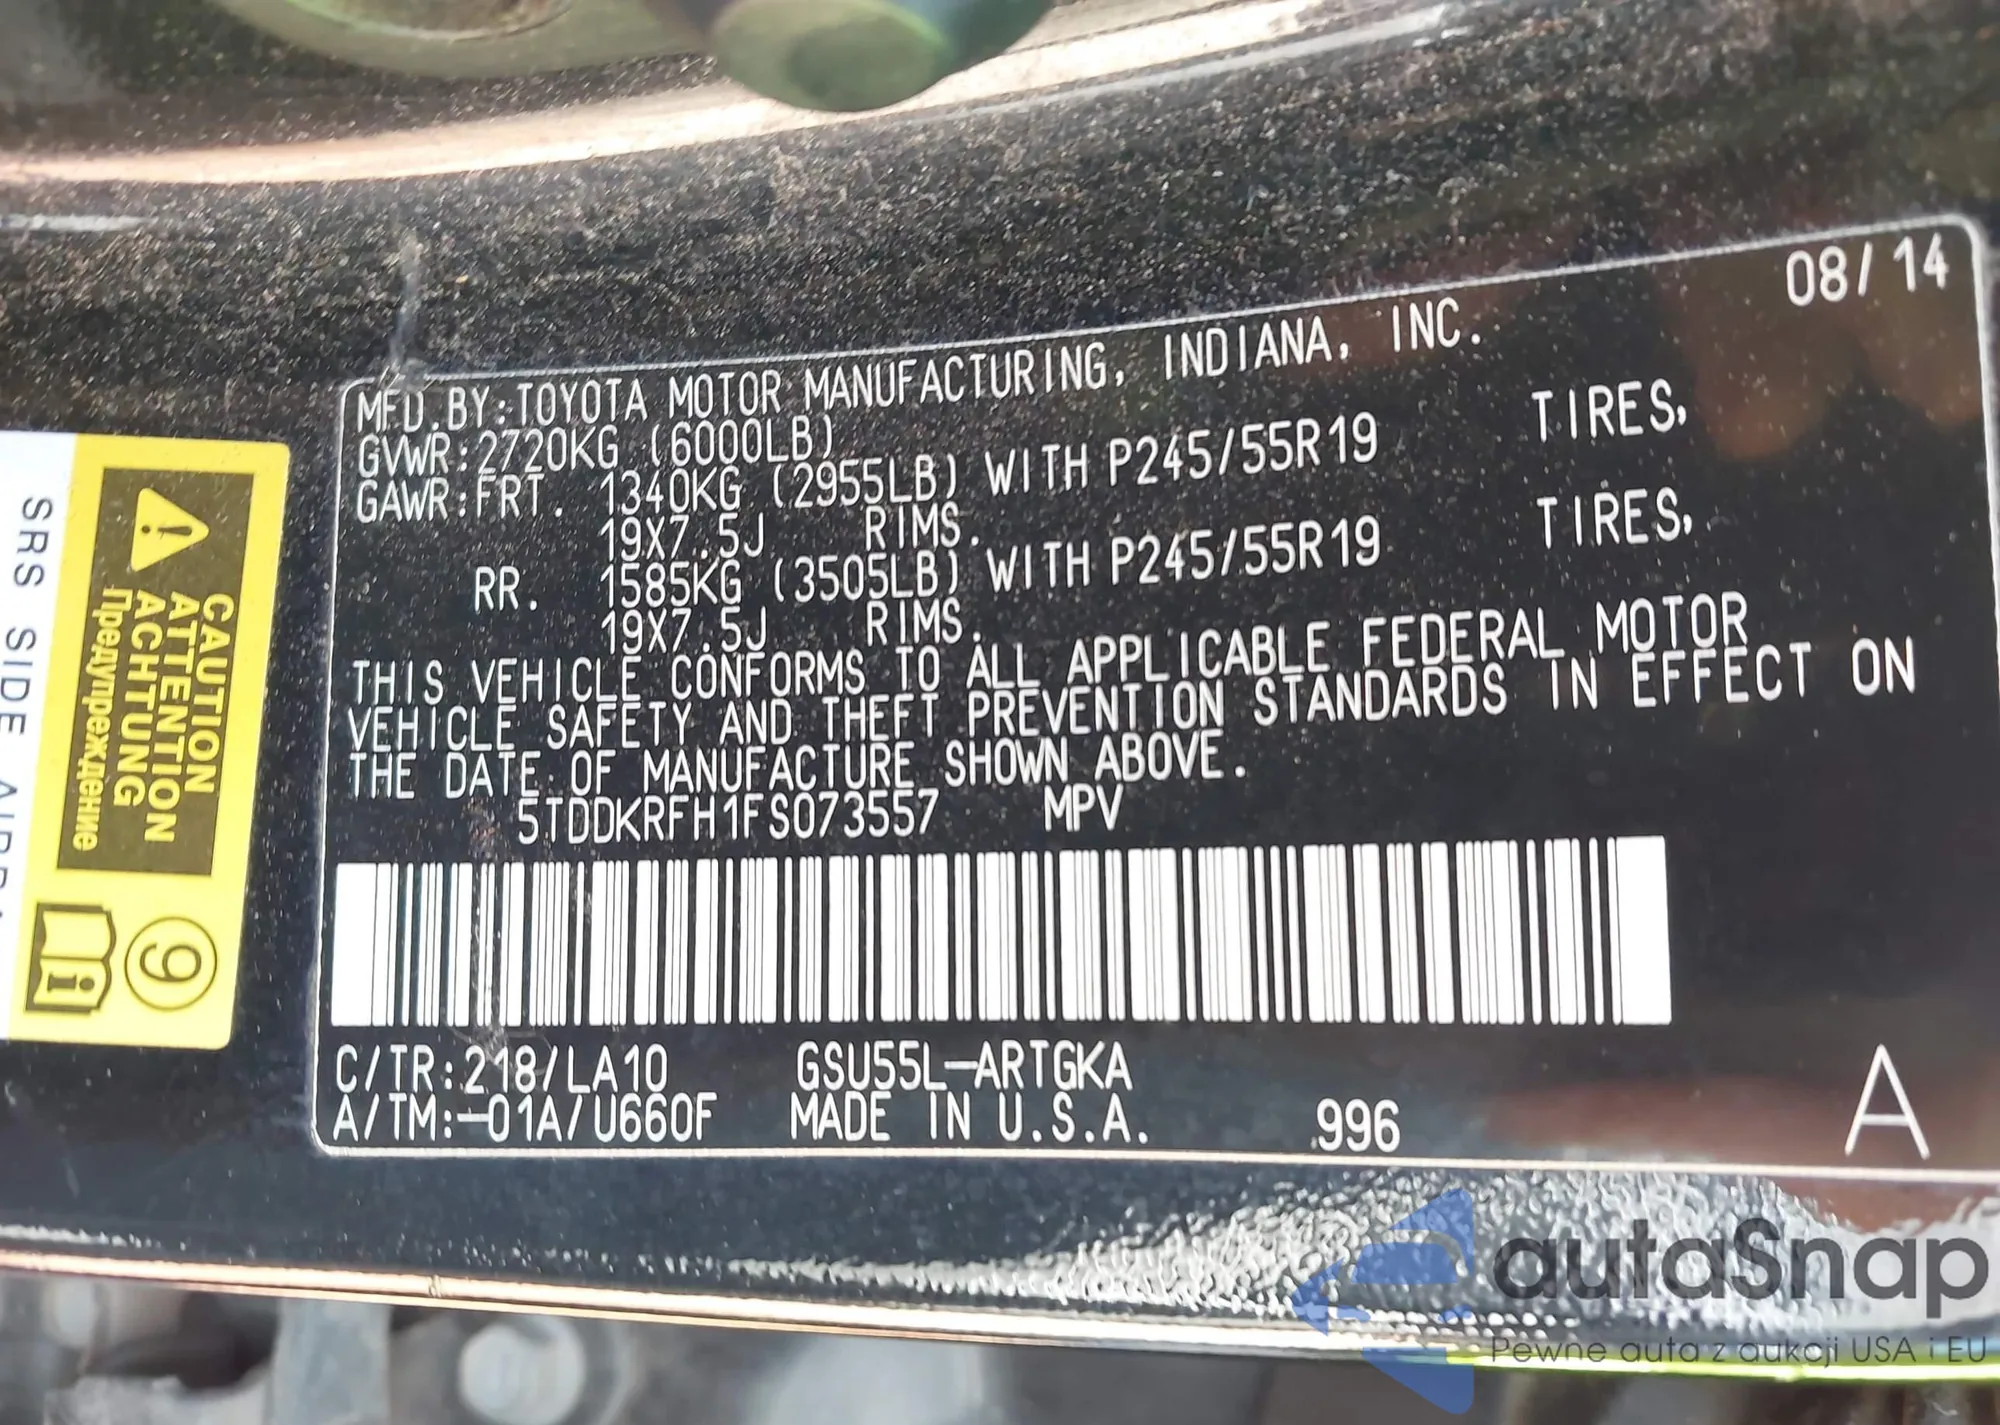 08/14
MFD.BY:TOYOTA MOTOR MANUFACTURING, INDIANA, INC.
GVWR:2720KG (6000LB)
GAWR:FRT. 1340KG (2955LB) WITH P245/55R19 TIRES,
19X7.5J RIMS.
RR. 1585KG (3505LB) WITH P245/55R19 TIRES,
19X7.5J RIMS.
THIS VEHICLE CONFORMS TO ALL APPLICABLE FEDERAL MOTOR
VEHICLE SAFETY AND THEFT PREVENTION STANDARDS IN EFFECT ON
THE DATE OF MANUFACTURE SHOWN ABOVE.
5TDDKRFH1FS073557 MPV
C/TR:218/LA10 GSU55L-ARTGKA
A/TM:-01A/U660F MADE IN U.S.A. 996 A
CAUTION
ATTENTION
ACHTUNG
Предупреждение
9
SRS SIDE
autaSnap
Pewne auta z aukcji USA i EU